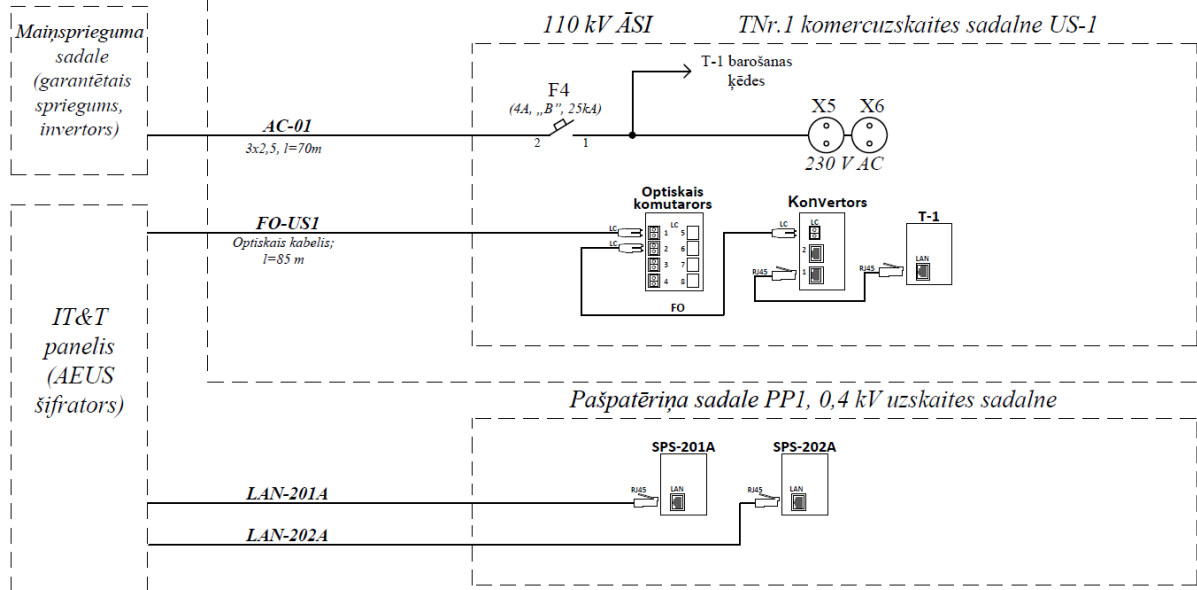 Maiņsprieguma
sadale
(garantētais
spriegums,
invertors)
110 kV ĀSI
TNr.1 komercuzskaites sadalne US-1
T-1 barošanas
ķēdes
F4
(4A, „B”, 25kA)
2
1
X5
X6
230 V AC
AC-01
3x2,5, l=70m
IT&T
panelis
(AEUS
šifrators)
FO-US1
Optiskais kabelis;
l=85 m
Optiskais
komutarors
LC
LC
1
LC
5
2
6
3
7
4
8
FO
Konvertors
LC
LC
2
1
RJ45
RJ45
T-1
LAN
Pašpatēriņa sadale PP1, 0,4 kV uzskaites sadalne
SPS-201A
RJ45
LAN
SPS-202A
RJ45
LAN
LAN-201A
LAN-202A